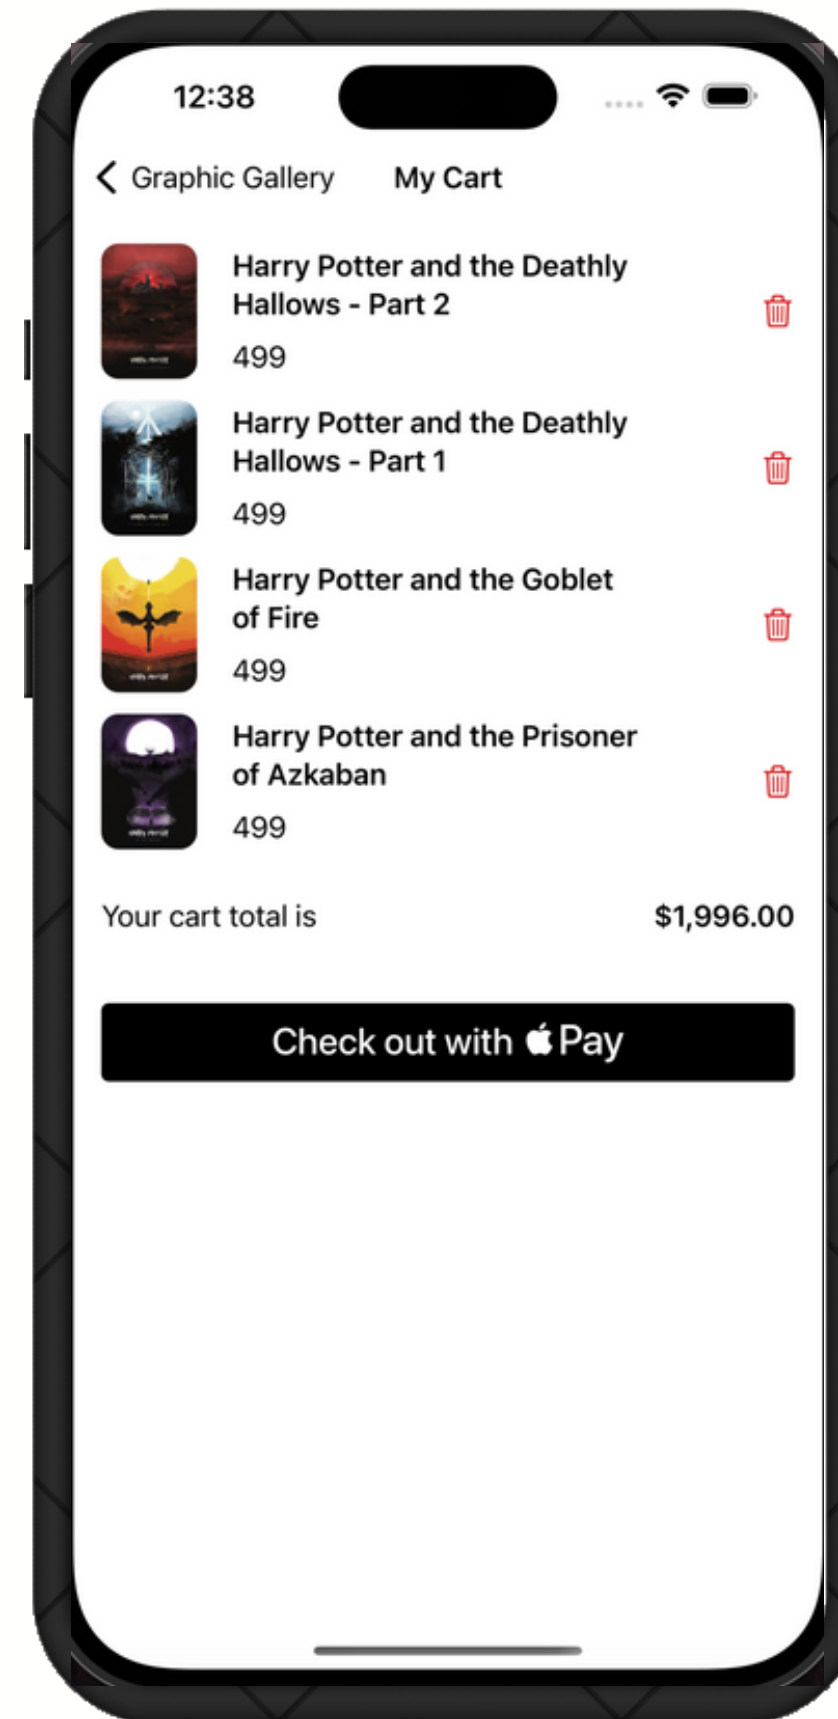 12:38
Graphic Gallery My Cart
Harry Potter and the Deathly
Hallows - Part 2
499
Harry Potter and the Deathly
Hallows - Part 1
499
Harry Potter and the Goblet
of Fire
499
Harry Potter and the Prisoner
of Azkaban
499
Your cart total is $1,996.00
Check out with Pay